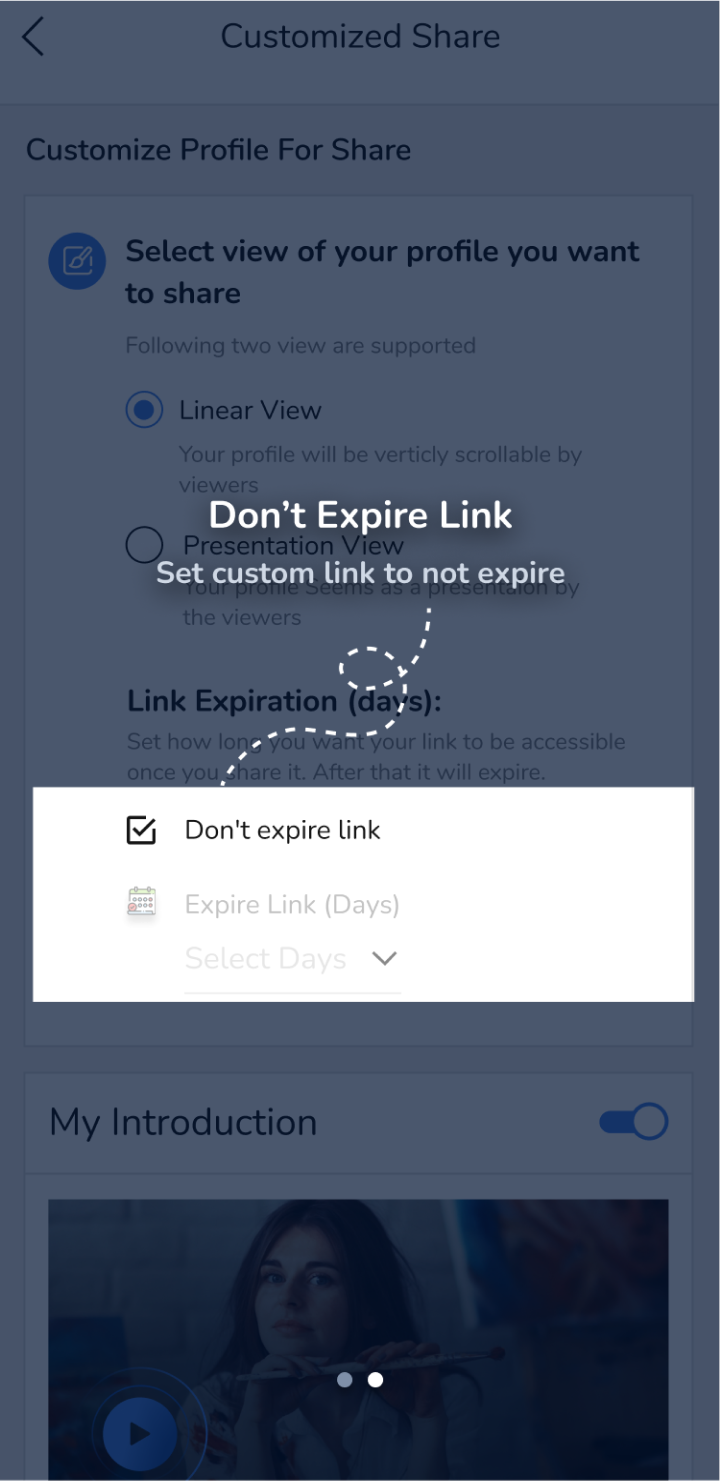 Customized Share
Customize Profile For Share
Select view of your profile you want
to share
Following two view are supported
Linear View
Your profile will be verticly scrollable by
viewers
Don’t Expire Link
Presentation View
Set custom link to not expire
Your profile Seems as a presentaion by
the viewers
Link Expiration (days):
Set how long you want your link to be accessible
once you share it. After that it will expire.
Don't expire link
Expire Link (Days)
Select Days
My Introduction